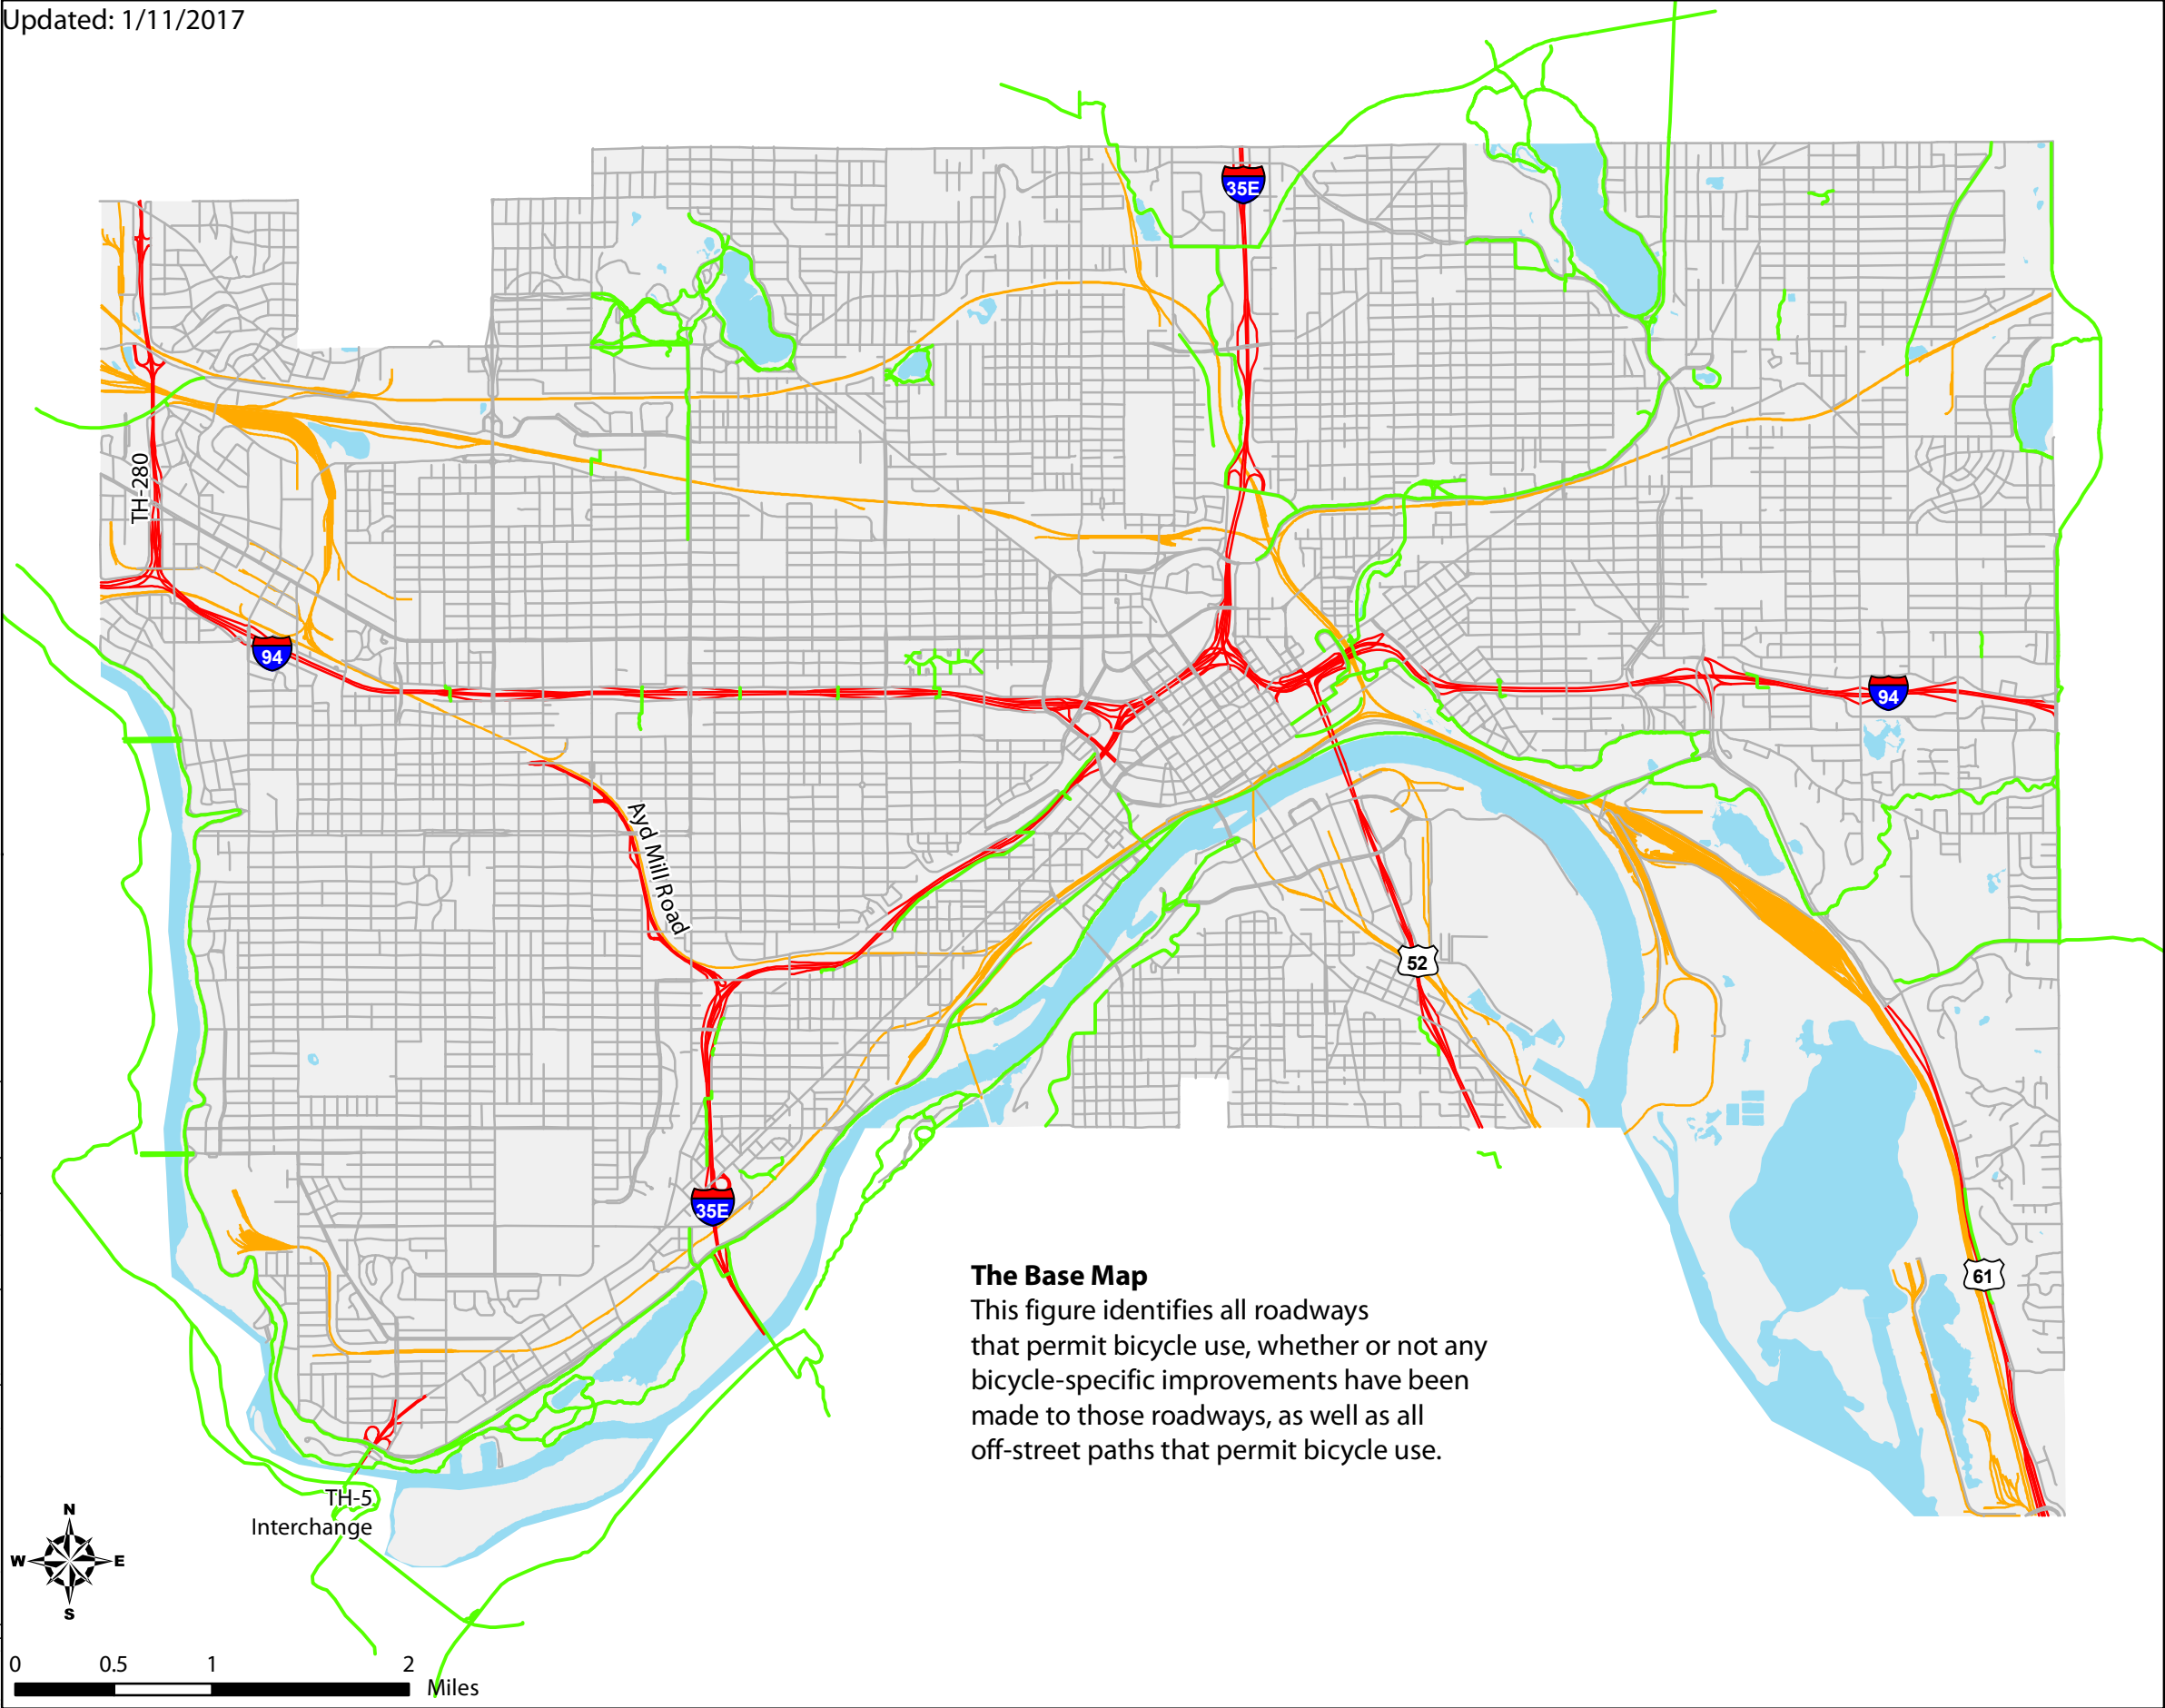 Updated: 1/11/2017
35E
TH-280
94
94
Ayd Mill Road
52
35E
The Base Map
This figure identifies all roadways
that permit bicycle use, whether or not any
bicycle-specific improvements have been
made to those roadways, as well as all
off-street paths that permit bicycle use.
61
TH-5
Interchange
N
W E
S
0 0.5 1 2
Miles